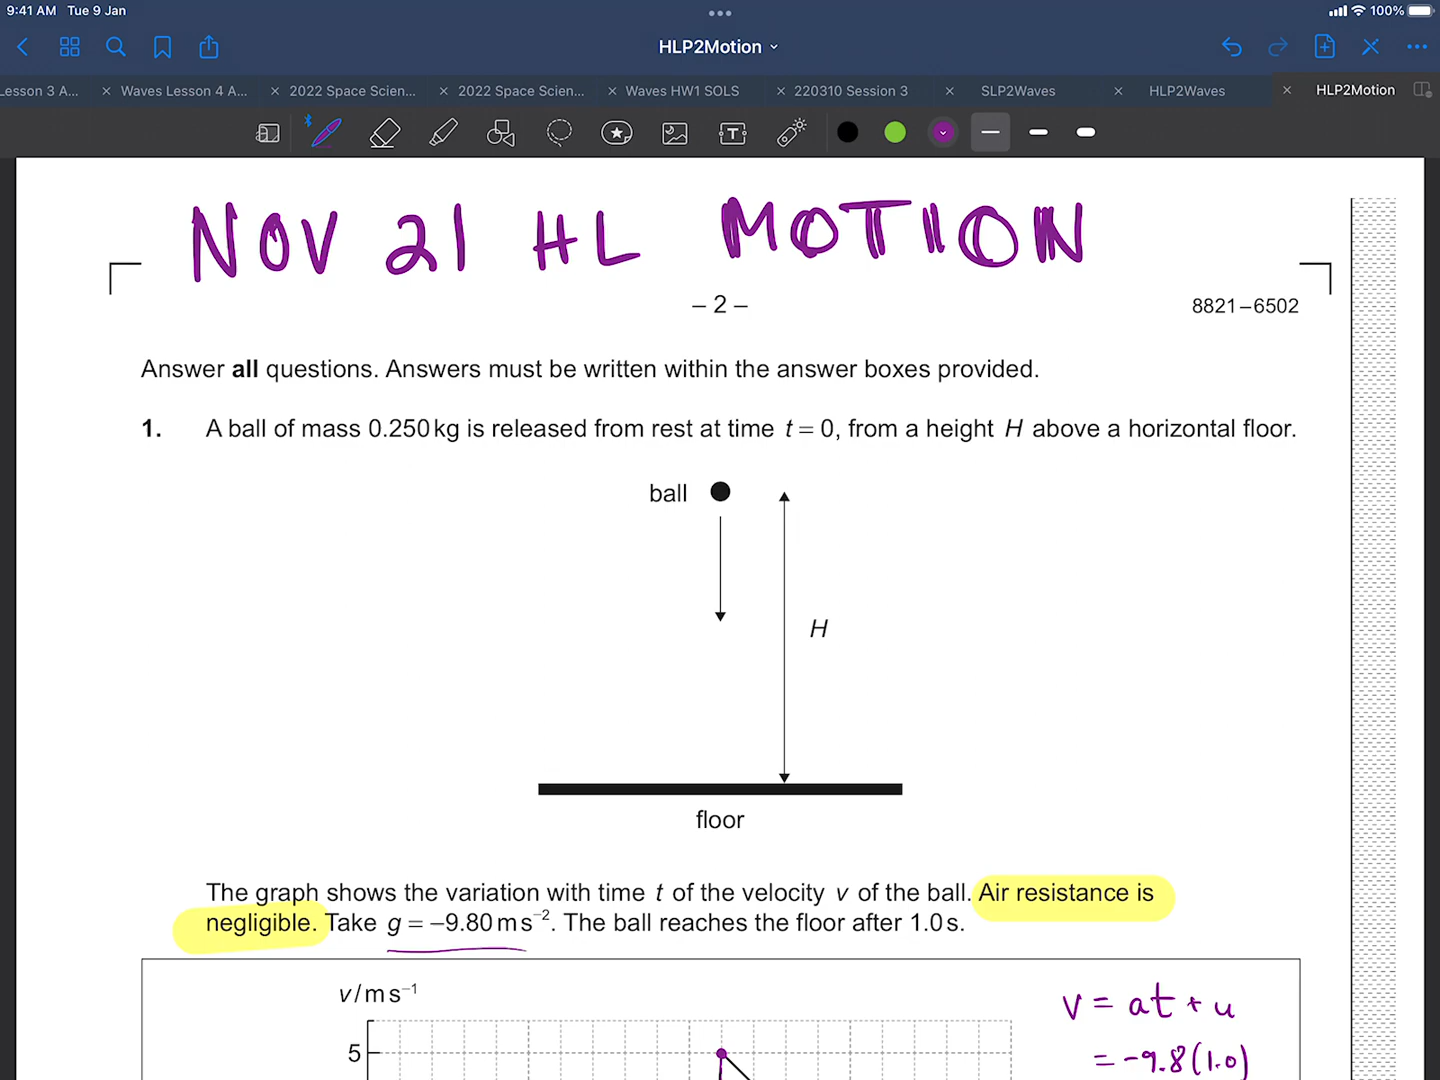 9:41 AM Tue 9 Jan
100%
HLP2Motion
Lesson 3 A... × Waves Lesson 4 A... × 2022 Space Scien... × 2022 Space Scien... × Waves HW1 SOLS × 220310 Session 3 × SLP2Waves × HLP2Waves × HLP2Motion
T
NOV 21 HL MOTION
– 2 –
8821–6502
Answer all questions. Answers must be written within the answer boxes provided.
1. A ball of mass 0.250 kg is released from rest at time t = 0, from a height H above a horizontal floor.
ball
H
floor
The graph shows the variation with time t of the velocity v of the ball. Air resistance is
negligible. Take g = −9.80 m s⁻². The ball reaches the floor after 1.0 s.
v / m s⁻¹
v = at + u
5
= -9.8(1.0)